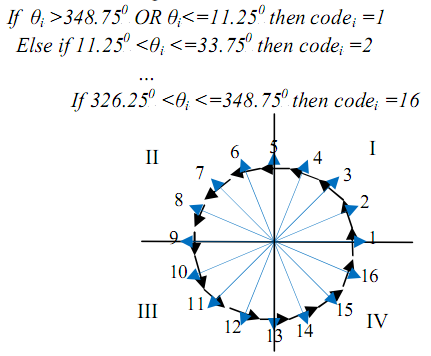 If θi >348.75⁰ OR θi<=11.25⁰ then codei =1
Else if 11.25⁰ <θi <=33.75⁰ then codei =2
...
If 326.25⁰ <θi <=348.75⁰ then codei =16
II
I
5
6
4
7
3
8
2
9
1
10
16
11
15
III
IV
12
13
14